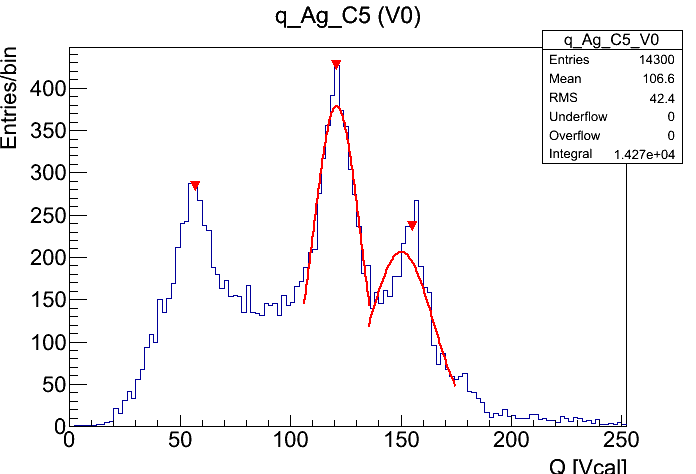 q_Ag_C5 (V0)
q_Ag_C5_V0
Entries 14300
Mean 106.6
RMS 42.4
Underflow 0
Overflow 0
Integral 1.427e+04
Entries/bin
400
350
300
250
200
150
100
50
0
0 50 100 150 200 250
Q [Vcal]